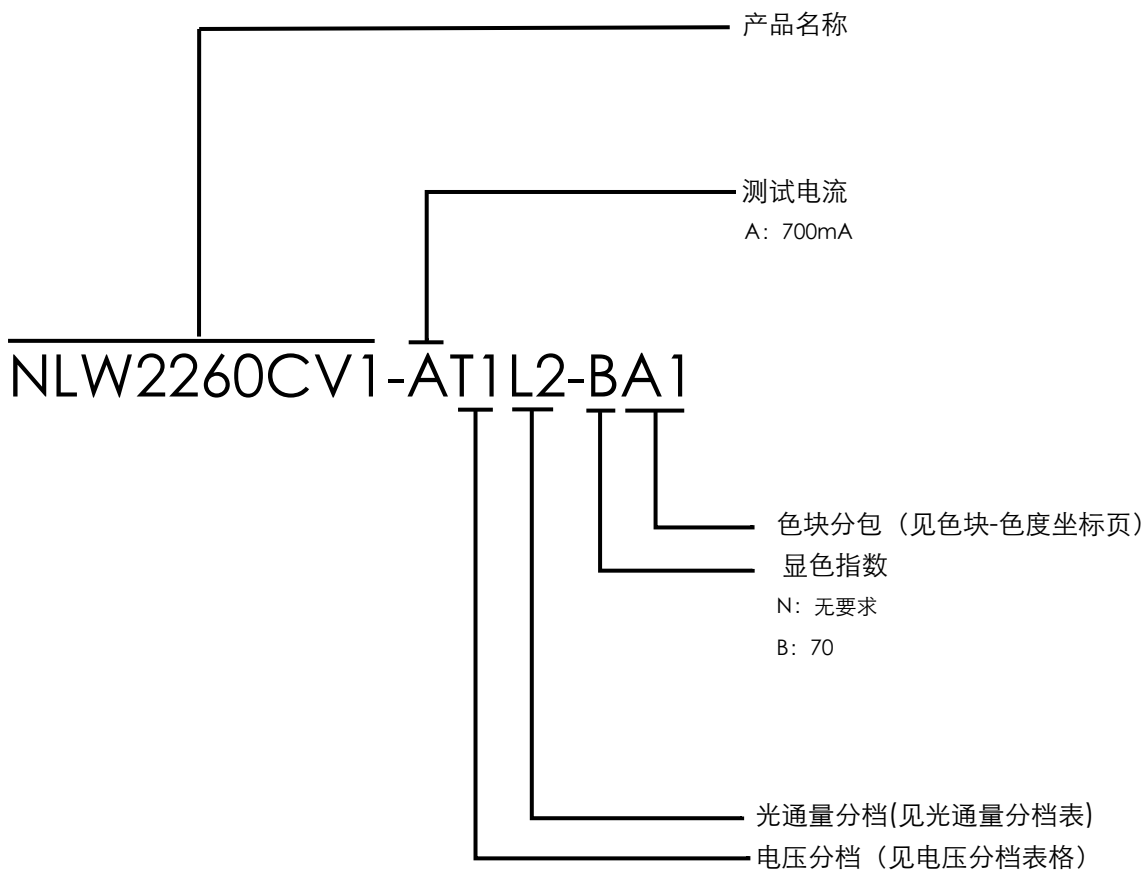 产品名称
测试电流
A：700mA
NLW2260CV1-AT1L2-BA1
色块分包（见色块-色度坐标页）
显色指数
N：无要求
B：70
光通量分档(见光通量分档表)
电压分档（见电压分档表格）